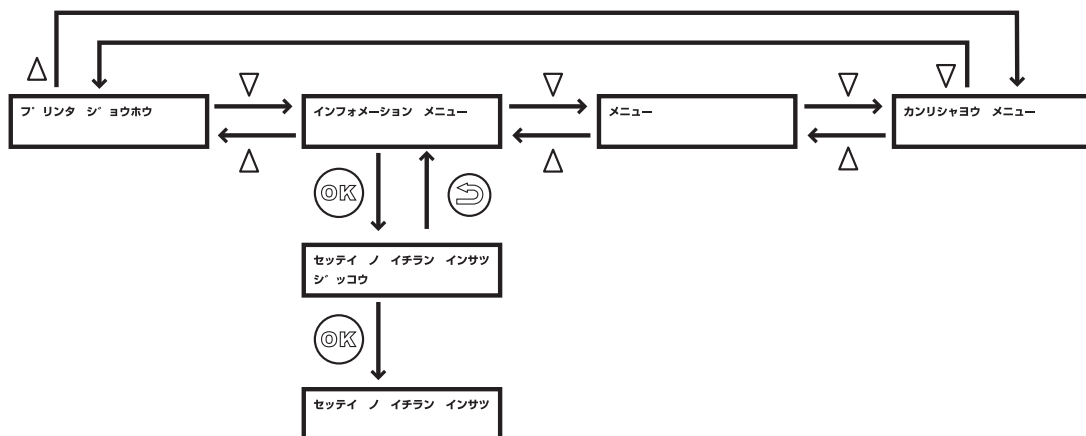 プリンタ ジョウホウ
インフォメーション メニュー
メニュー
カンリシャヨウ メニュー
OK
セッテイ ノ イチラン インサツ
ジッコウ
OK
セッテイ ノ イチラン インサツ